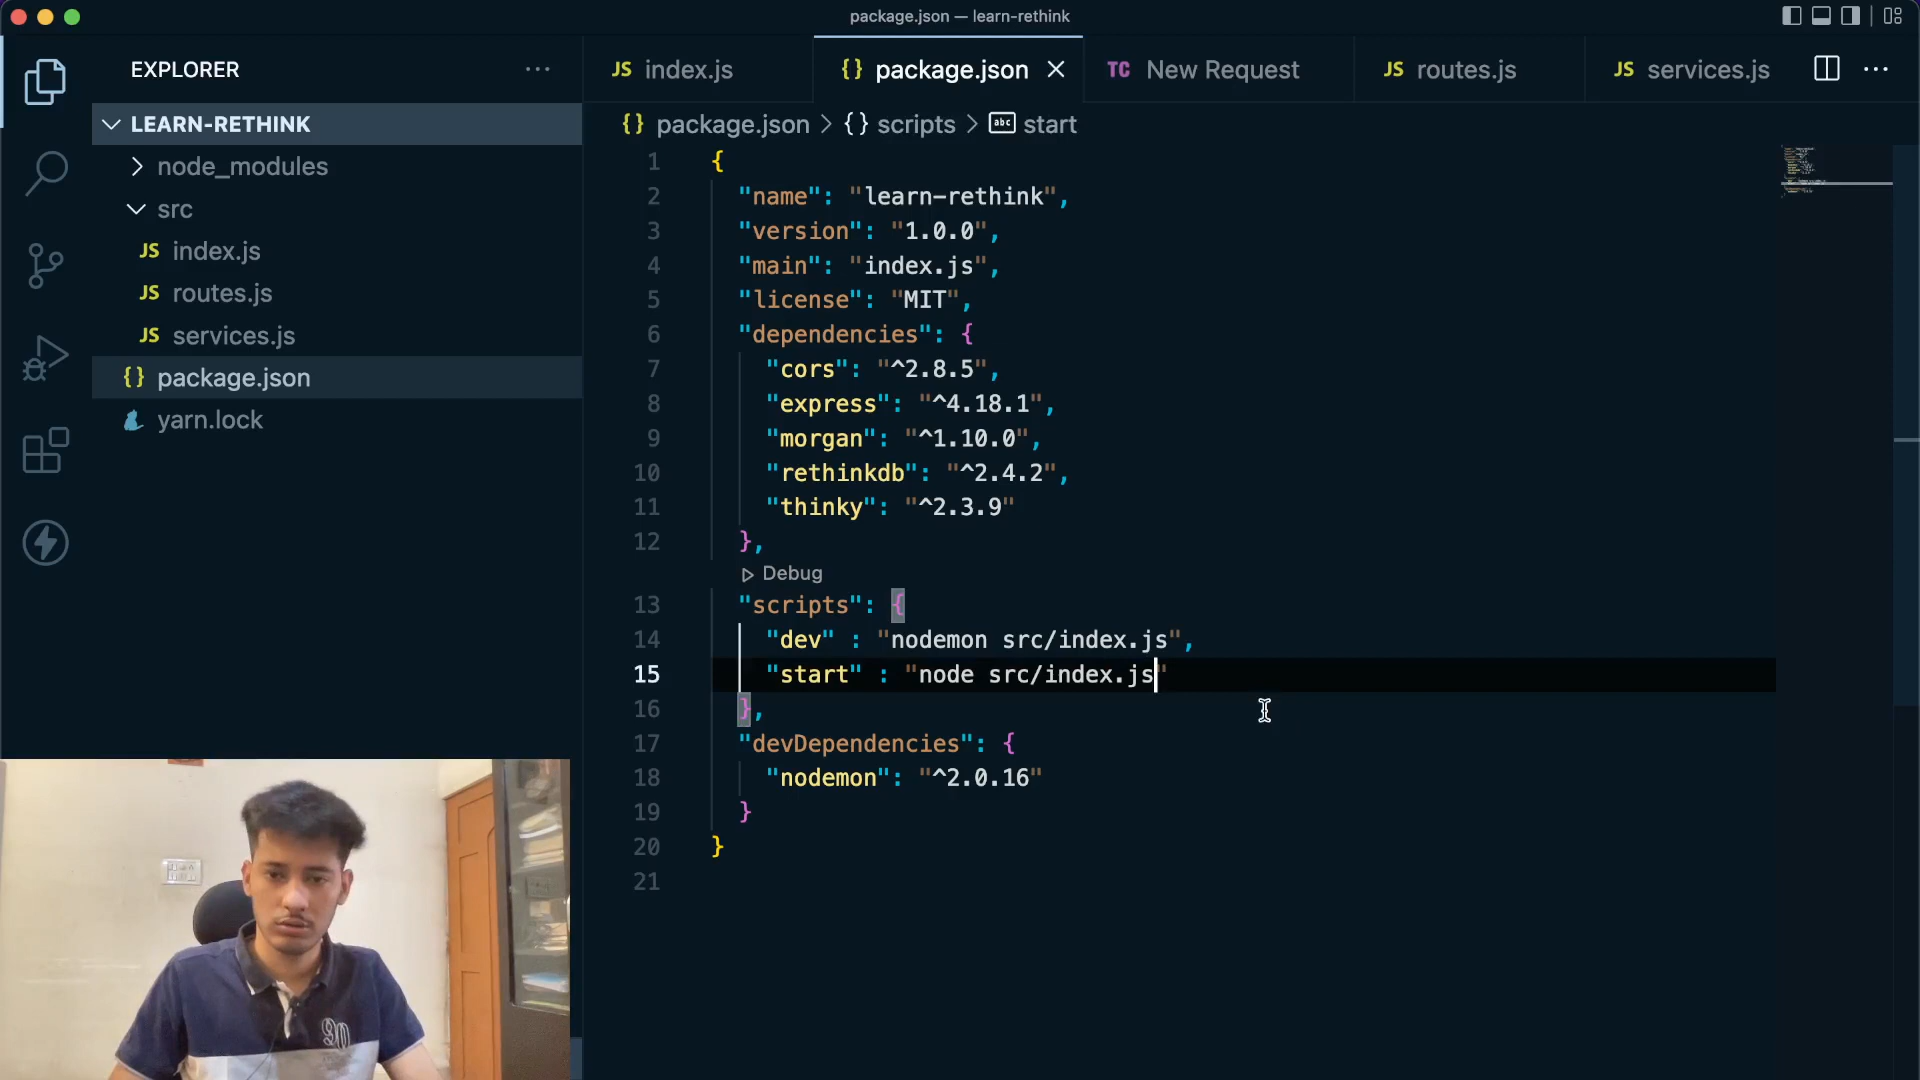 package.json — learn-rethink
EXPLORER
LEARN-RETHINK
node_modules
src
JS index.js
JS routes.js
JS services.js
{} package.json
yarn.lock
JS index.js
{} package.json
TC New Request
JS routes.js
JS services.js
{} package.json > {} scripts > abc start
1 {
2 "name": "learn-rethink",
3 "version": "1.0.0",
4 "main": "index.js",
5 "license": "MIT",
6 "dependencies": {
7 "cors": "^2.8.5",
8 "express": "^4.18.1",
9 "morgan": "^1.10.0",
10 "rethinkdb": "^2.4.2",
11 "thinky": "^2.3.9"
12 },
Debug
13 "scripts": {
14 "dev" : "nodemon src/index.js",
15 "start" : "node src/index.js"
16 },
17 "devDependencies": {
18 "nodemon": "^2.0.16"
19 }
20 }
21